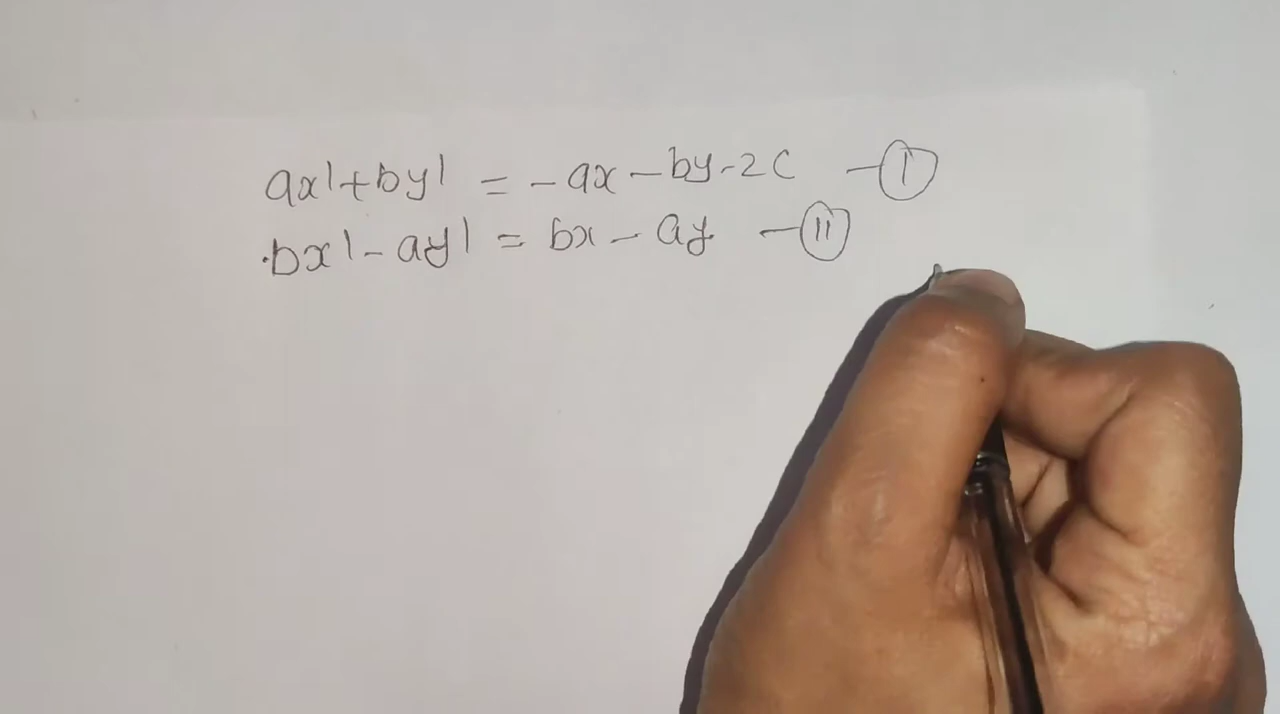 ax|+by| = -ax-by-2c -Ⓘ
bx|-ay| = bx-ay -Ⓘⓘ